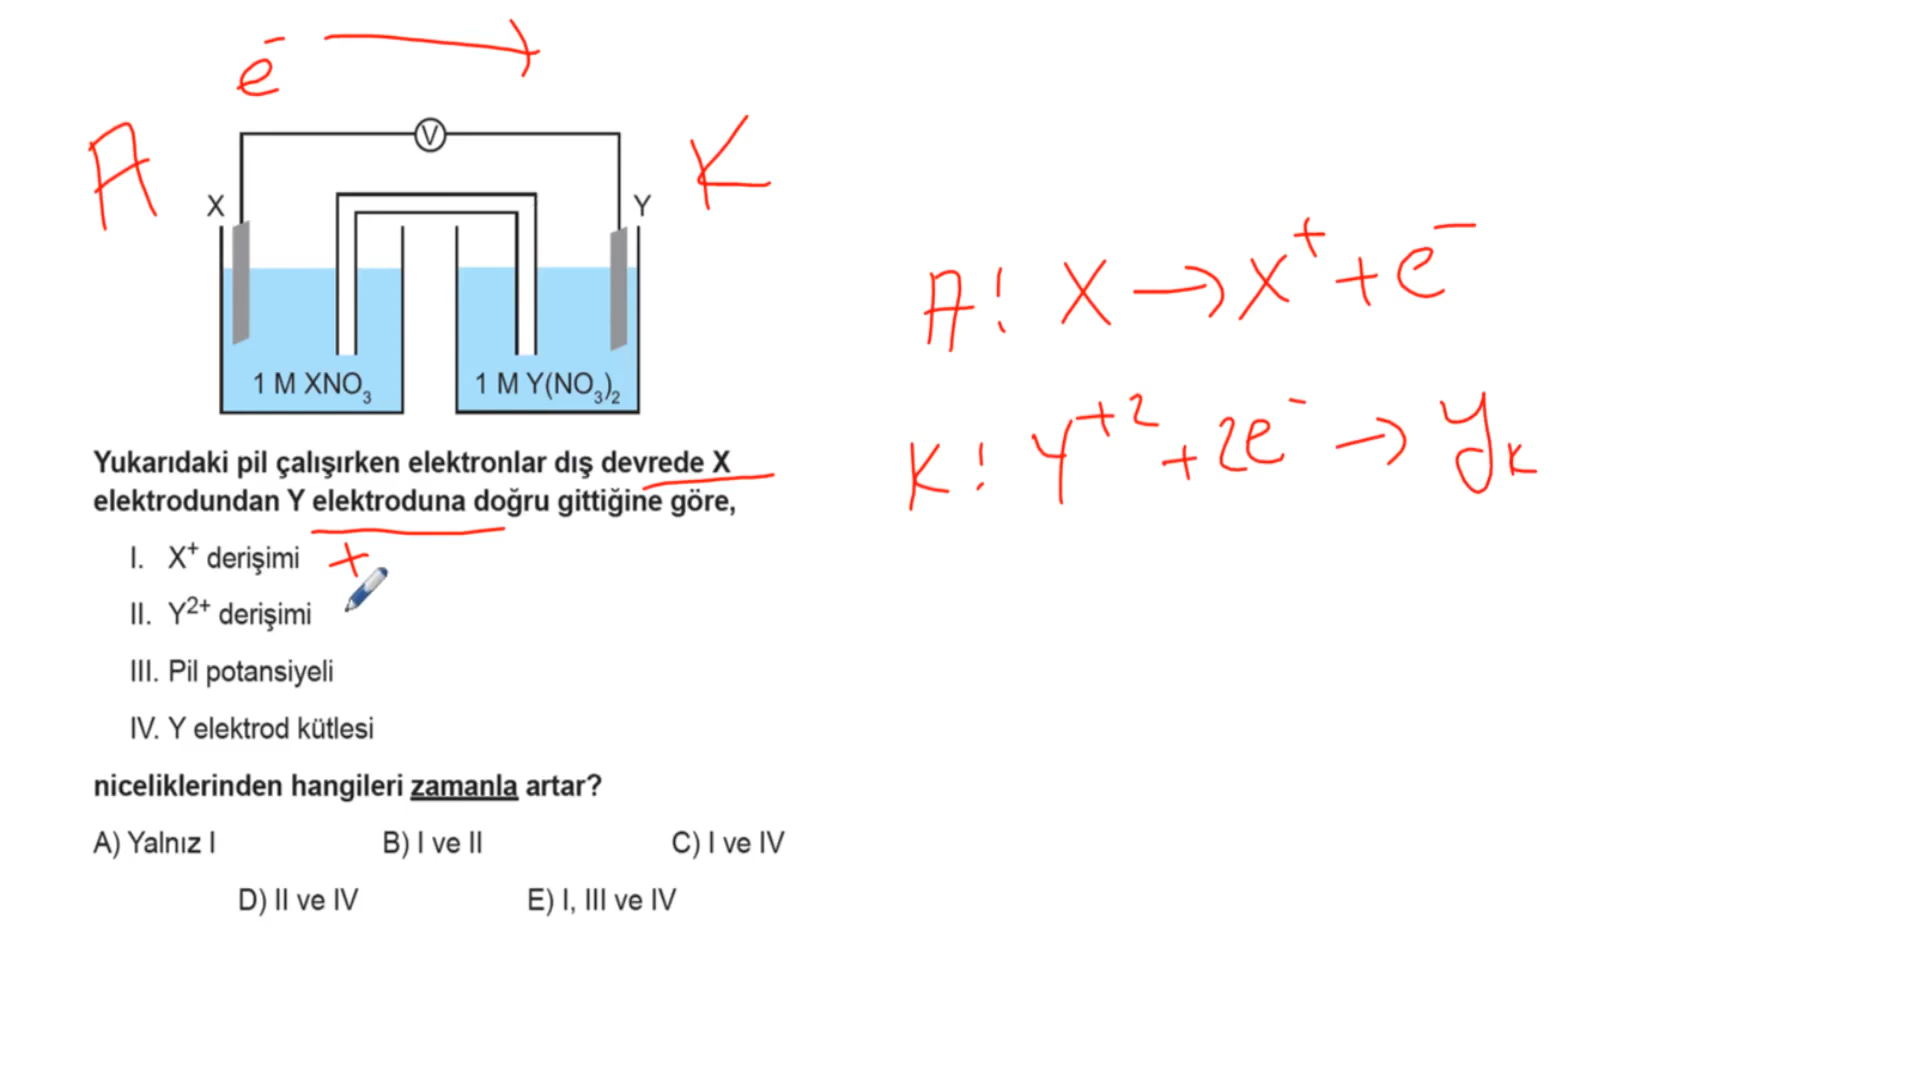 e⁻ →
A
K
V
X
Y
1 M XNO₃
1 M Y(NO₃)₂
A: X → X⁺ + e⁻
K: Y⁺² + 2e⁻ → Yₖ
Yukarıdaki pil çalışırken elektronlar dış devrede X
elektrodundan Y elektroduna doğru gittiğine göre,
I. X⁺ derişimi +
II. Y²⁺ derişimi
III. Pil potansiyeli
IV. Y elektrod kütlesi
niceliklerinden hangileri zamanla artar?
A) Yalnız I B) I ve II C) I ve IV
D) II ve IV E) I, III ve IV